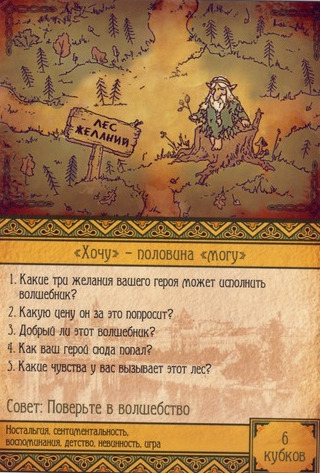 ЛЕС
ЖЕЛАНИЙ
«Хочу» – половина «могу»
1. Какие три желания вашего героя может исполнить
волшебник?
2. Какую цену он за это попросит?
3. Добрый ли этот волшебник?
4. Как ваш герой сюда попал?
5. Какие чувства у вас вызывает этот лес?
Совет: Поверьте в волшебство
Ностальгия, сентиментальность,
воспоминания, детство, невинность, игра
6
кубков